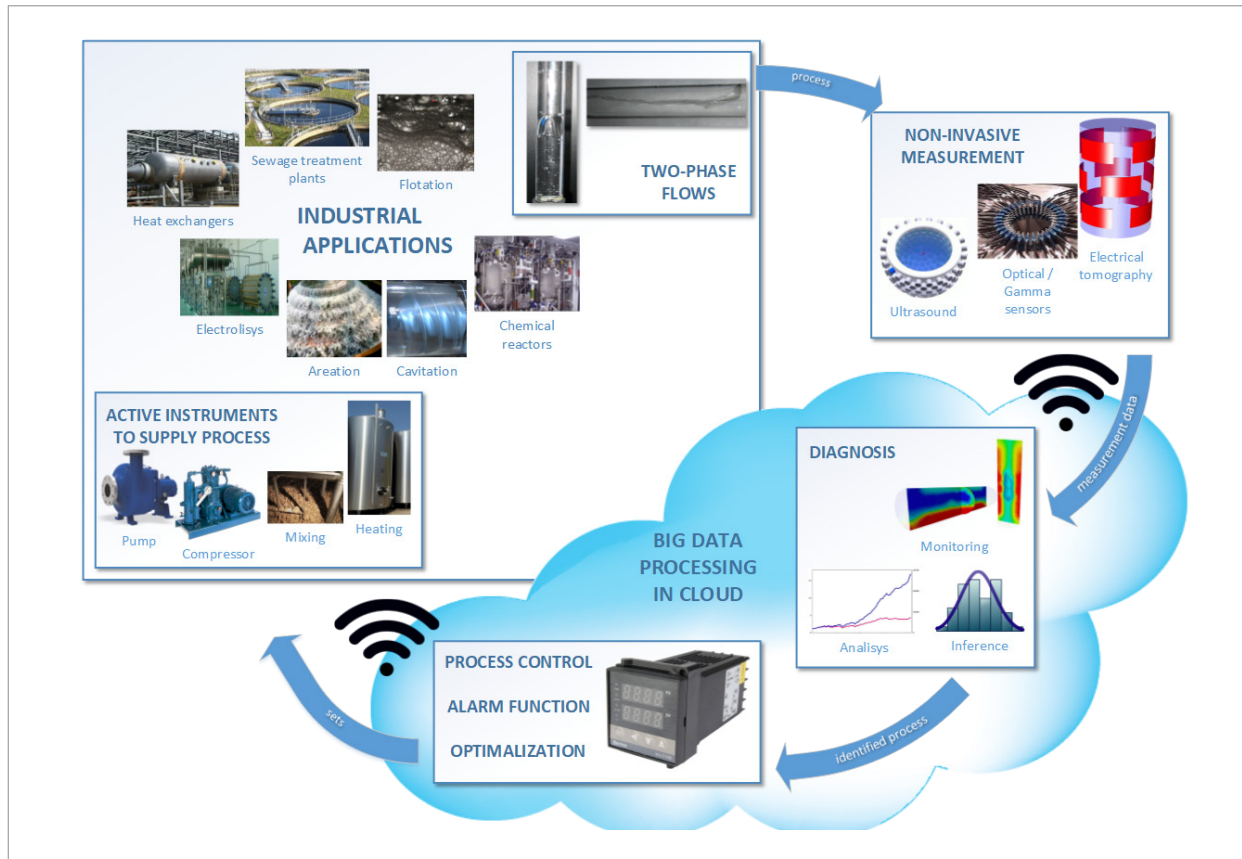 process
Sewage treatment
plants
Flotation
Heat exchangers
INDUSTRIAL
APPLICATIONS
TWO-PHASE
FLOWS
Electrolisys
Areation
Cavitation
Chemical
reactors
NON-INVASIVE
MEASUREMENT
Ultrasound
Optical /
Gamma
sensors
Electrical
tomography
ACTIVE INSTRUMENTS
TO SUPPLY PROCESS
Pump
Compressor
Mixing
Heating
measurement data
DIAGNOSIS
Monitoring
Analisys
Inference
BIG DATA
PROCESSING
IN CLOUD
identified process
PROCESS CONTROL
ALARM FUNCTION
OPTIMALIZATION
sets